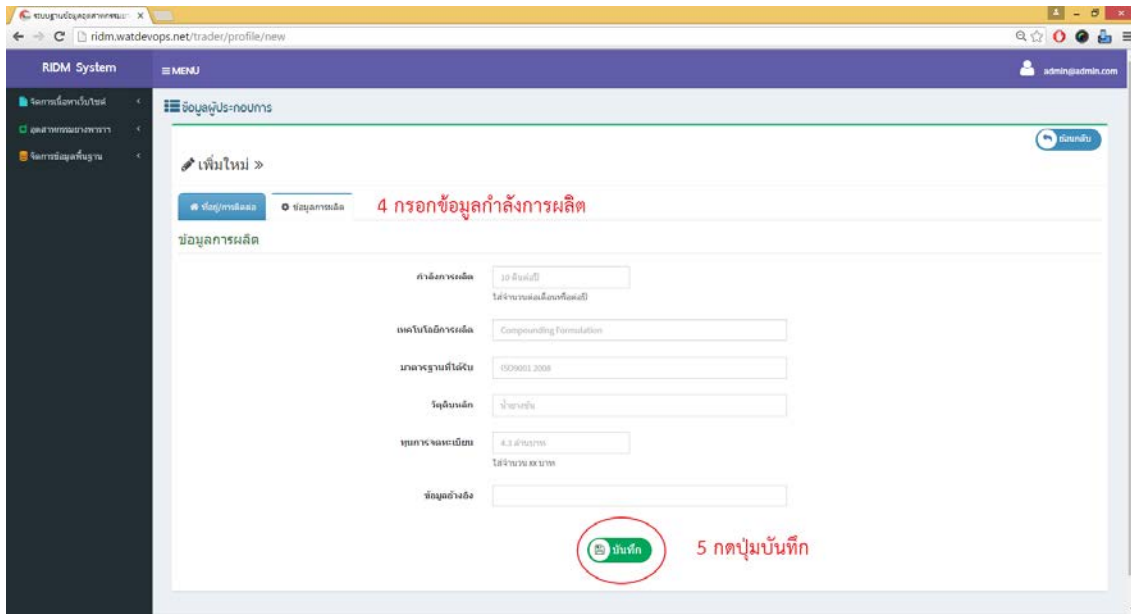 ridm.watdevops.net/trader/profile/new
RIDM System
MENU
admin@admin.com
จัดการเนื้อหาเว็บไซต์
อุตสาหกรรมยางพารา
จัดการข้อมูลพื้นฐาน
ข้อมูลผู้ประกอบการ
ย้อนกลับ
เพิ่มใหม่ »
ที่อยู่/การติดต่อ
ข้อมูลการผลิต
4 กรอกข้อมูลกำลังการผลิต
ข้อมูลการผลิต
กำลังการผลิต
10 ตันต่อปี
ใส่จำนวนต่อเดือนหรือต่อปี
เทคโนโลยีการผลิต
Compounding Formulation
มาตรฐานที่ได้รับ
ISO9001:2008
วัตถุดิบหลัก
น้ำยางข้น
ทุนการจดทะเบียน
4.1 ล้านบาท
ใส่จำนวน xx บาท
ข้อมูลอ้างอิง
บันทึก
5 กดปุ่มบันทึก